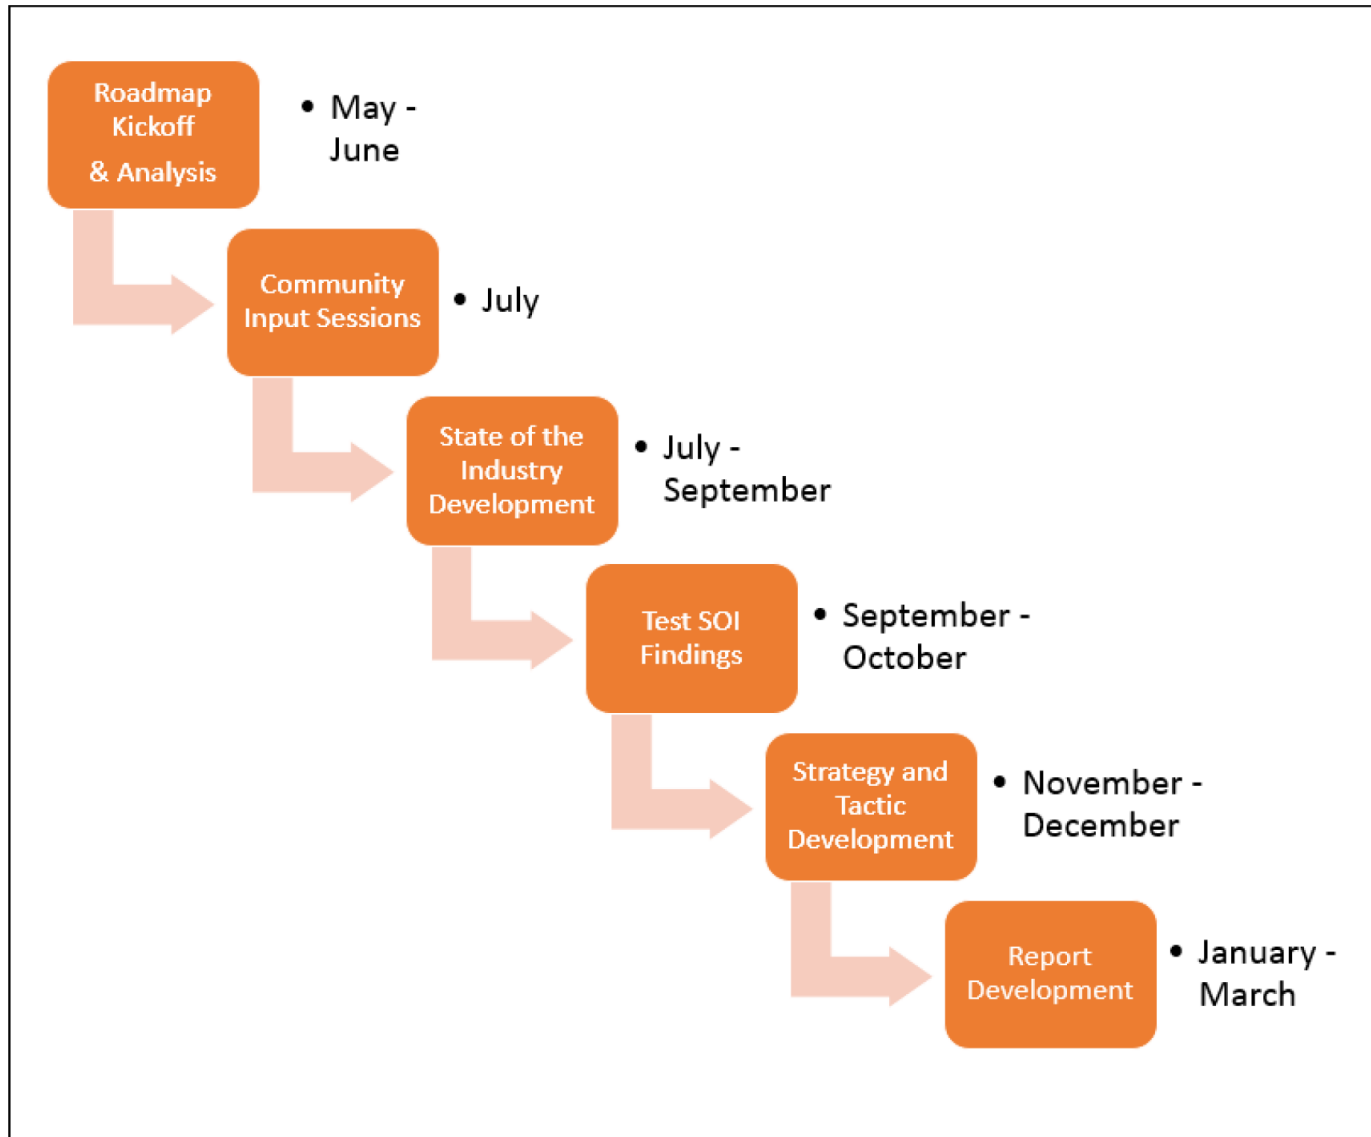 Roadmap
Kickoff
& Analysis
• May -
June
Community
Input Sessions
• July
State of the
Industry
Development
• July -
September
Test SOI
Findings
• September -
October
Strategy and
Tactic
Development
• November -
December
Report
Development
• January -
March